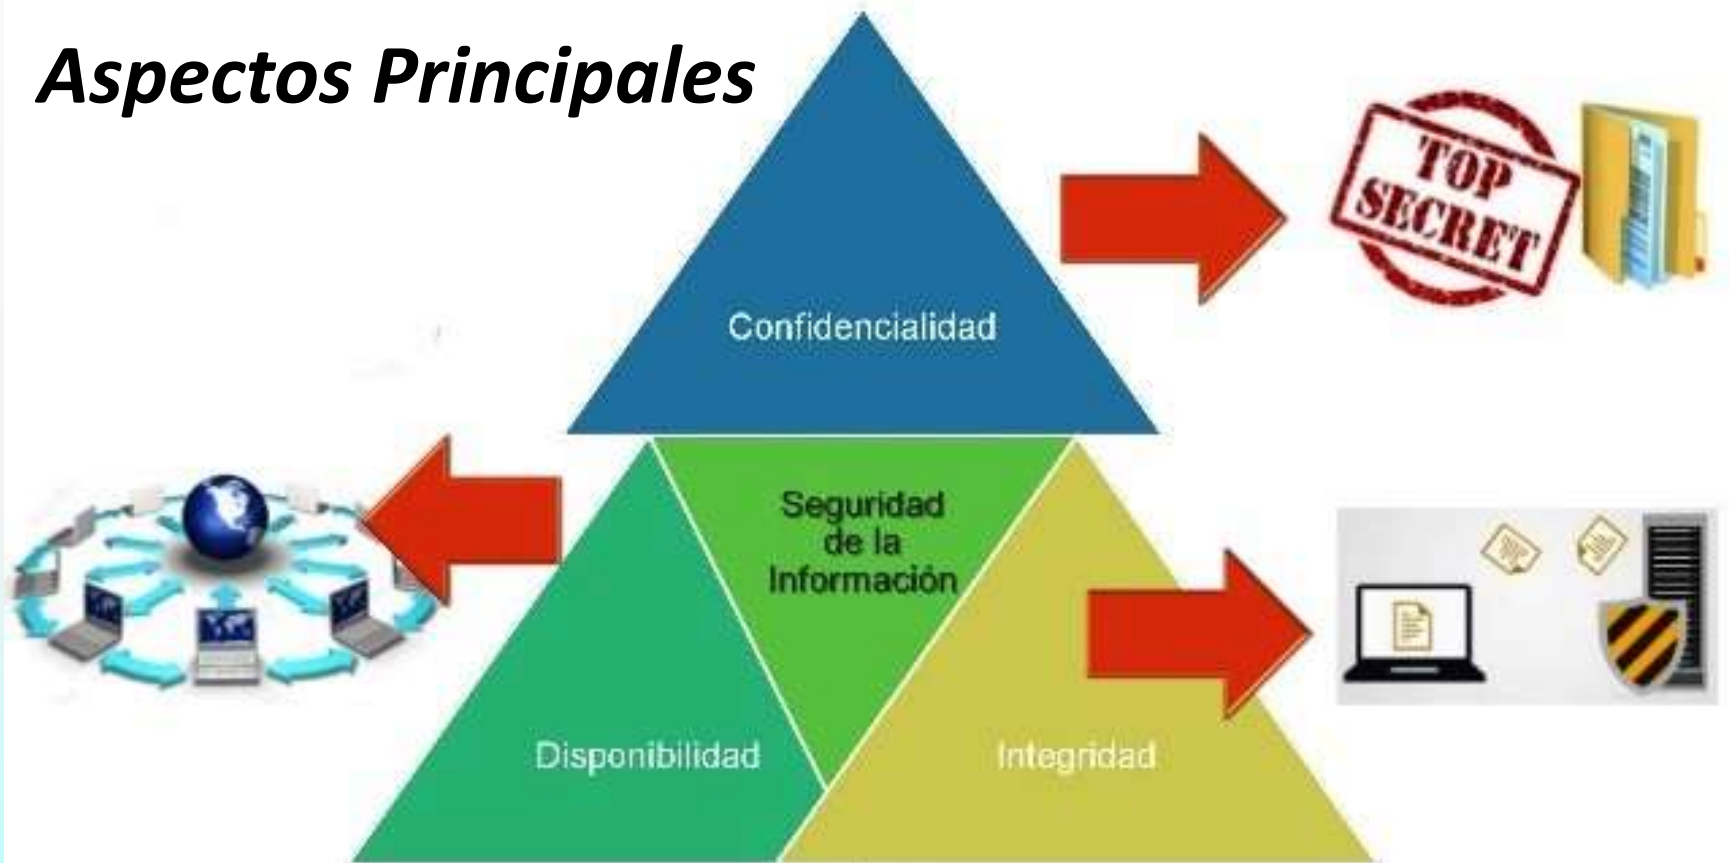 Aspectos Principales
TOP
SECRET
Confidencialidad
Seguridad
de la
Información
Disponibilidad
Integridad